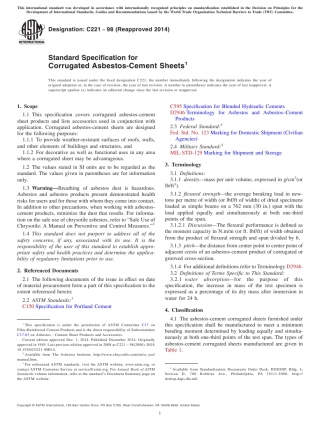 This international standard was developed in accordance with internationally recognized principles on standardization established in the Decision on Principles for the
Development of International Standards, Guides and Recommendations issued by the World Trade Organization Technical Barriers to Trade (TBT) Committee.
Designation: C221 − 98 (Reapproved 2014)
Standard Specification for
Corrugated Asbestos-Cement Sheets1
This standard is issued under the fixed designation C221; the number immediately following the designation indicates the year of
original adoption or, in the case of revision, the year of last revision. A number in parentheses indicates the year of last reapproval. A
superscript epsilon (ε) indicates an editorial change since the last revision or reapproval.
1. Scope
1.1 This specification covers corrugated asbestos-cement
sheet products and lists accessories used in conjunction with
application. Corrugated asbestos-cement sheets are designed
for the following purposes:
1.1.1 To provide weather-resistant surfaces of roofs, walls,
and other elements of buildings and structures, and
1.1.2 For decorative as well as functional uses in any area
where a corrugated sheet may be advantageous.
1.2 The values stated in SI units are to be regarded as the
standard. The values given in parentheses are for information
only.
1.3 Warning—Breathing of asbestos dust is hazardous.
Asbestos and asbestos products present demonstrated health
risks for users and for those with whom they come into contact.
In addition to other precautions, when working with asbestos-
cement products, minimize the dust that results. For informa-
tion on the safe use of chrysotile asbestos, refer to "Safe Use of
Chrysotile: A Manual on Preventive and Control Measures."2
1.4 This standard does not purport to address all of the
safety concerns, if any, associated with its use. It is the
responsibility of the user of this standard to establish appro-
priate safety and health practices and determine the applica-
bility of regulatory limitations prior to use.
2. Referenced Documents
2.1 The following documents of the issue in effect on date
of material procurement form a part of this specification to the
extent referenced herein:
2.2 ASTM Standards:3
C150 Specification for Portland Cement
1 This specification is under the jurisdiction of ASTM Committee C17 on
Fiber-Reinforced Cement Products and is the direct responsibility of Subcommittee
C17.03 on Asbestos - Cement Sheet Products and Accessories.
Current edition approved Dec. 1, 2014. Published December 2014. Originally
2 Available from The Asbestos Institute,
3 For referenced ASTM standards, visit the ASTM website, www.astm.org, or
contact ASTM Customer Service at service@astm.org. For Annual Book of ASTM
Standards volume information, refer to the standard's Document Summary page on
the ASTM website.
C595 Specification for Blended Hydraulic Cements
D2946 Terminology for Asbestos and Asbestos-Cement
Products
2.3 Federal Standard:4
Fed. Std. No. 123 Marking for Domestic Shipment (Civilian
Agencies)
2.4 Military Standard:4
MIL-STD-129 Marking for Shipment and Storage
3. Terminology
3.1 Definitions:
3.1.1 density—mass per unit volume, expressed in g/cm3(or
lb/ft3).
3.1.2 flexural strength—the average breaking load in new-
tons per metre of width (or lbf/ft of width) of dried specimens
loaded as simple beams on a 762 mm (30 in.) span with the
load applied equally and simultaneously at both one-third
points of the span.
3.1.2.1 Discussion—The flexural performance is defined as
the moment capacity in N.m/m (or ft. lbf/ft) of width obtained
from the product of flexural strength and span divided by 6.
3.1.3 pitch—the distance from center point to center point of
adjacent crests of an asbestos-cement product of corrugated or
grooved cross-section.
3.1.4 For additional definitions refer to Terminology D2946.
3.2 Definitions of Terms Specific to This Standard:
3.2.1 water absorption—for the purpose of this
specification, the increase in mass of the test specimen is
expressed as a percentage of its dry mass after immersion in
water for 24 h.
4. Classification
4.1 The asbestos-cement corrugated sheets furnished under
this specification shall be manufactured to meet a minimum
bending moment determined by loading equally and simulta-
neously at both one-third points of the test span. The types of
asbestos-cement corrugated sheets manufactured are given in
Table 1.
4 Available from Standardization Documents Order Desk, DODSSP, Bldg. 4,
Section D, 700 Robbins Ave., Philadelphia, PA 19111-5098,
Copyright © ASTM International, 100 Barr Harbor Drive, PO Box C700, West Conshohocken, PA 19428-2959. United States
1